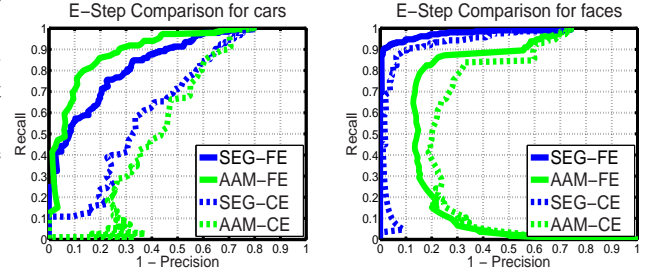 E-Step Comparison for cars
1
0.9
0.8
0.7
0.6
0.5
0.4
0.3
0.2
0.1
0
Recall
SEG-FE
AAM-FE
SEG-CE
AAM-CE
0 0.1 0.2 0.3 0.4 0.5 0.6 0.7 0.8 0.9 1
1 - Precision
E-Step Comparison for faces
1
0.9
0.8
0.7
0.6
0.5
0.4
0.3
0.2
0.1
0
Recall
SEG-FE
AAM-FE
SEG-CE
AAM-CE
0 0.1 0.2 0.3 0.4 0.5 0.6 0.7 0.8 0.9 1
1 - Precision